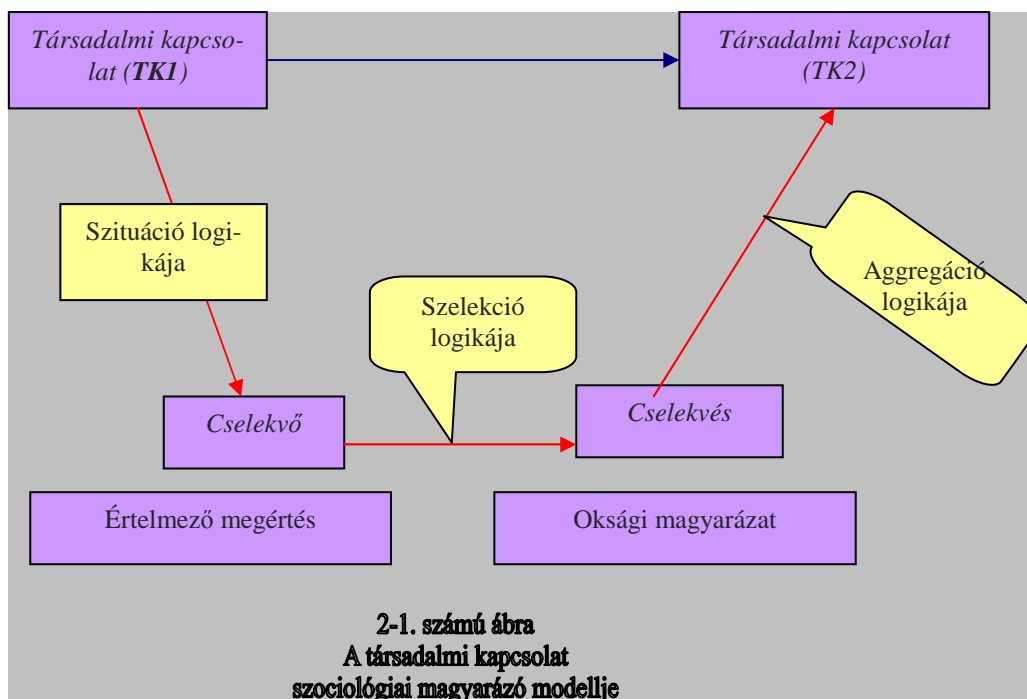 Társadalmi kapcso-
lat (TK1)
Társadalmi kapcsolat
(TK2)
Szituáció logi-
kája
Szelekció
logikája
Aggregáció
logikája
Cselekvő
Cselekvés
Értelmező megértés
Oksági magyarázat
2-1. számú ábra
A társadalmi kapcsolat
szociológiai magyarázó modellje